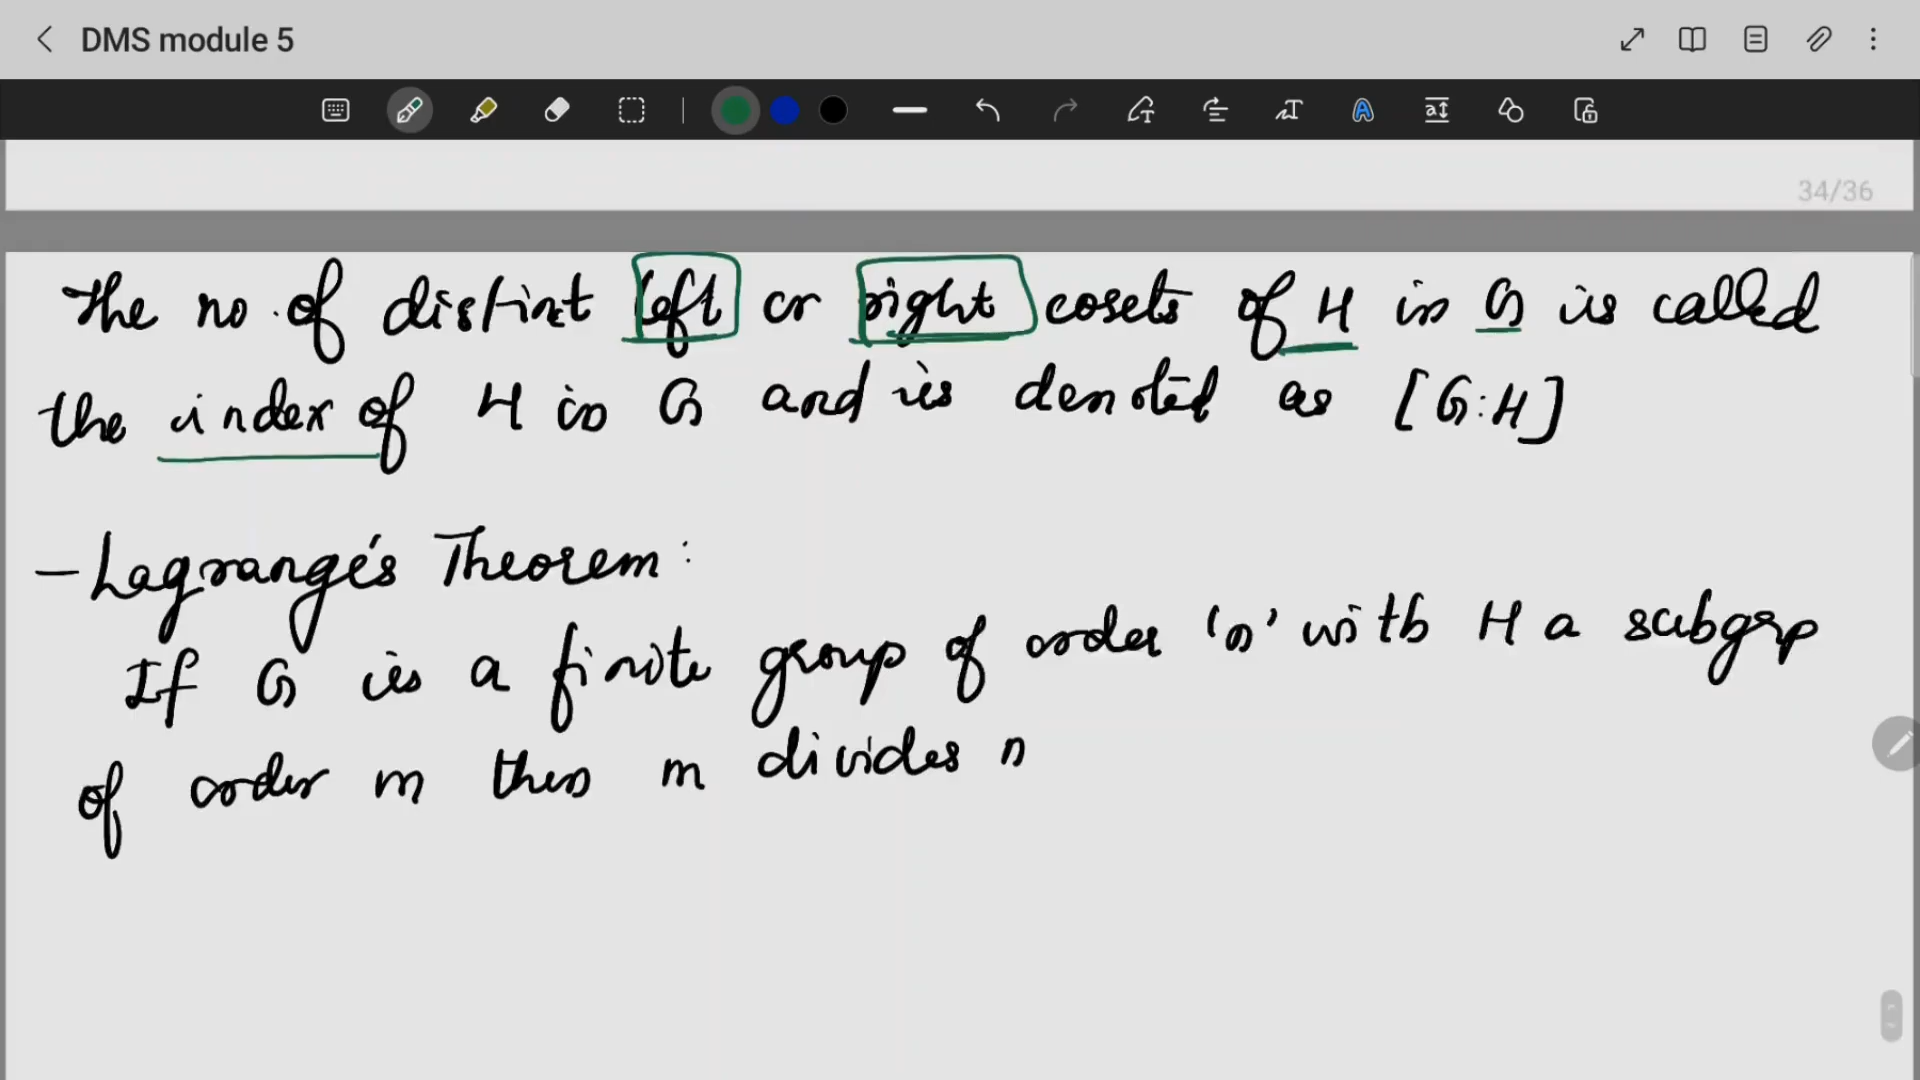 DMS module 5
34/36
The no. of distinct left or right cosets of H in G is called
the index of H in G and is denoted as [G:H]
- Lagrange's Theorem:
If G is a finite group of order 'n' with H a subgrp
of order m then m divides n